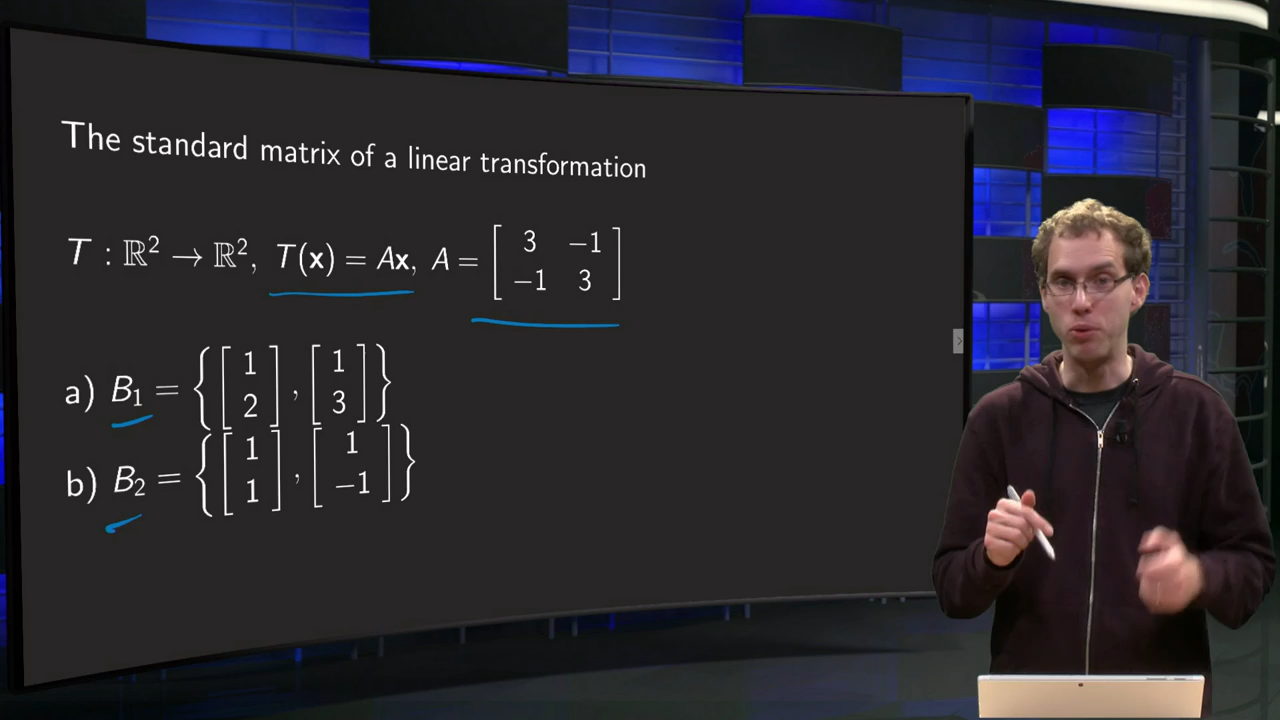 The standard matrix of a linear transformation
T : ℝ² → ℝ², T(x) = Ax, A = [ 3 −1 ; −1 3 ]
a) B₁ = { [ 1 ; 2 ], [ 1 ; 3 ] }
b) B₂ = { [ 1 ; 1 ], [ 1 ; −1 ] }